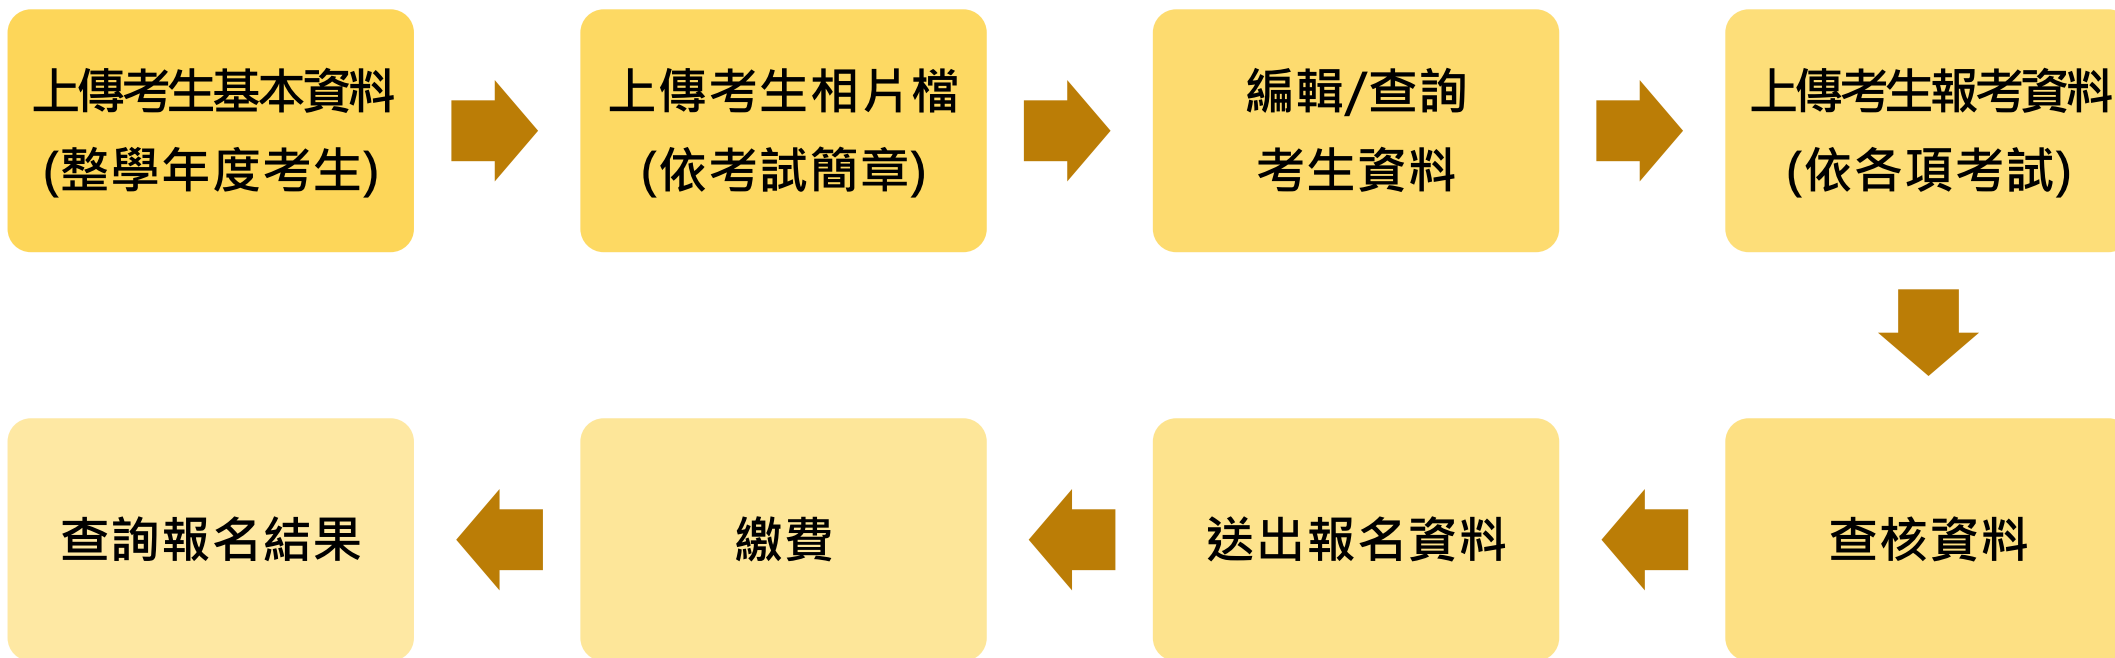 上傳考生基本資料
(整學年度考生)
上傳考生相片檔
(依考試簡章)
編輯/查詢
考生資料
上傳考生報考資料
(依各項考試)
查核資料
送出報名資料
繳費
查詢報名結果